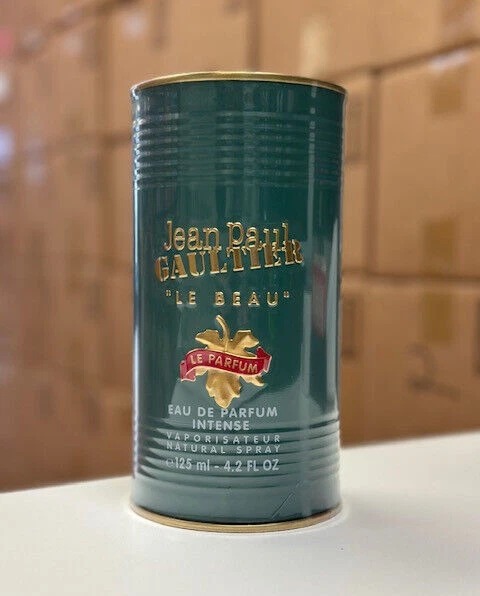 Jean Paul
GAULTIER
"LE BEAU"
LE PARFUM
EAU DE PARFUM
INTENSE
VAPORISATEUR
NATURAL SPRAY
℮125 ml - 4.2 FL OZ